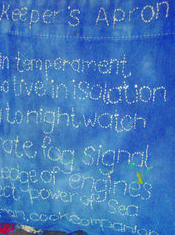 Keeper's Apron
in temperament
to live in isolation
to night watch
ate fog signal
of engines
power of sea